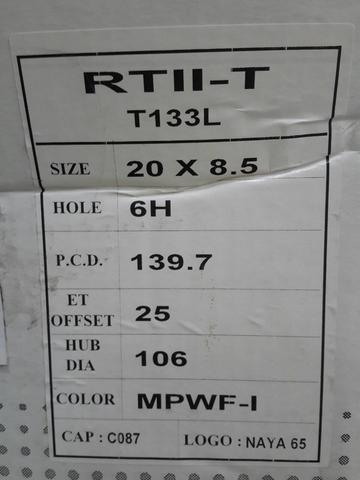 RTII-T
T133L
SIZE 20 X 8.5
HOLE 6H
P.C.D. 139.7
ET OFFSET 25
HUB DIA 106
COLOR MPWF-I
CAP : C087 LOGO : NAYA 65